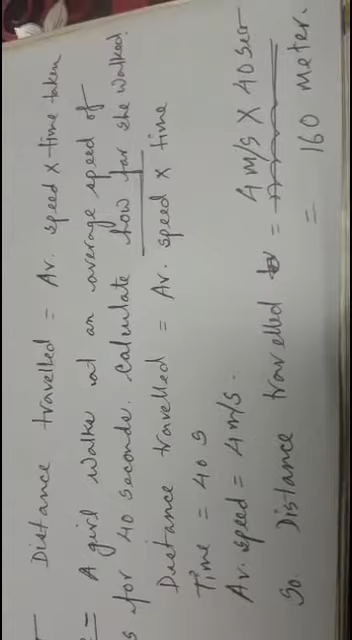 Distance travelled = Av. speed x time taken
A girl walks at an average speed of
s for 40 seconds. Calculate how far she walked.
Distance travelled = Av. speed x time
Time = 40 s
Av. speed = 4 m/s.
So. Distance travelled = 4 m/s x 40 sec
= 160 meter.